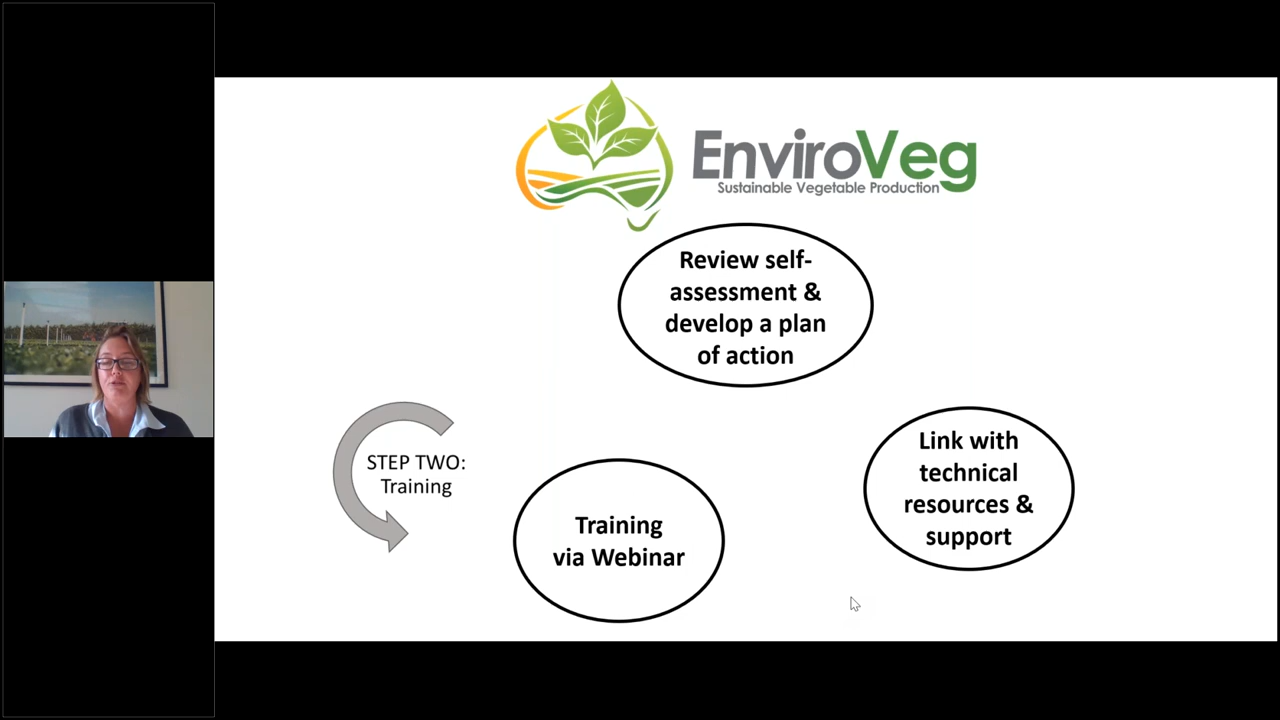 EnviroVeg
Sustainable Vegetable Production
Review self-
assessment &
develop a plan
of action
Link with
technical
resources &
support
STEP TWO:
Training
Training
via Webinar